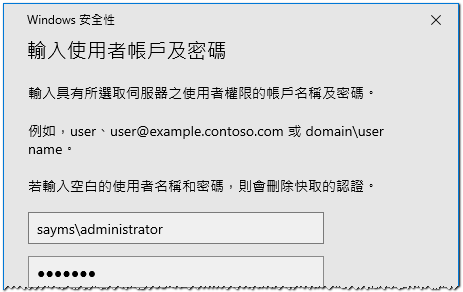 Windows 安全性
輸入使用者帳戶及密碼
輸入具有所選取伺服器之使用者權限的帳戶名稱及密碼。
例如，user、user@example.contoso.com 或 domain\user
name。
若輸入空白的使用者名稱和密碼，則會刪除快取的認證。
sayms\administrator
●●●●●●●